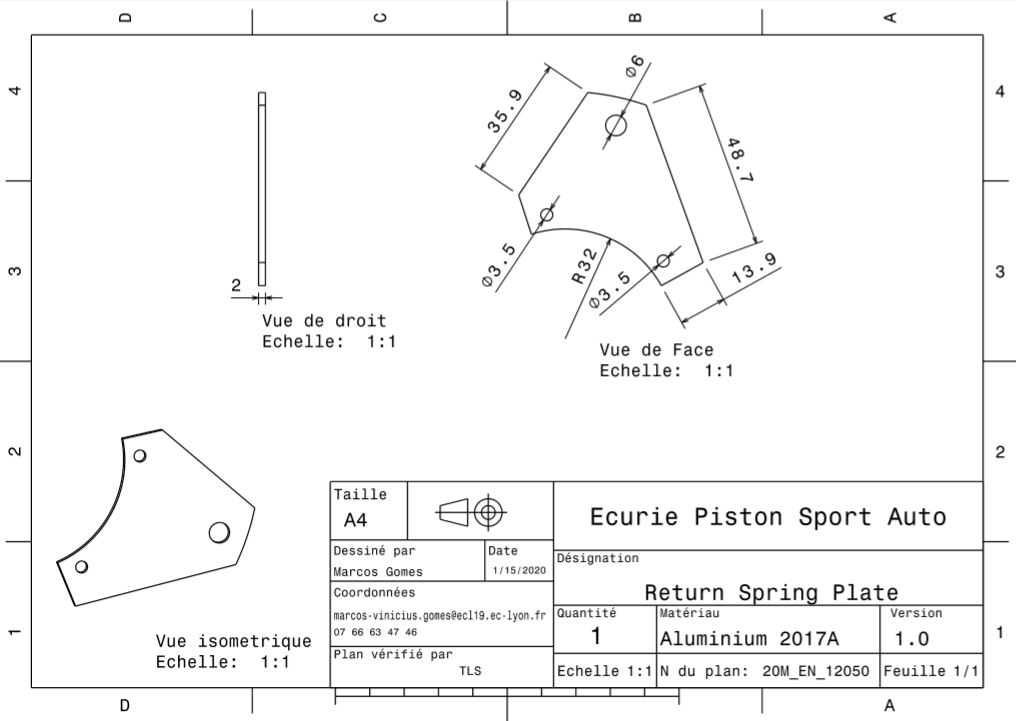 D C B A
4 4
Ø6
35.9
48.7
Ø3.5
R32
Ø3.5
13.9
3 3
2
Vue de droit
Echelle: 1:1
Vue de Face
Echelle: 1:1
2 2
Taille
A4
Ecurie Piston Sport Auto
Dessiné par
Marcos Gomes
Date
1/15/2020
Désignation
Return Spring Plate
Coordonnées
marcos-vinicius.gomes@ecl19.ec-lyon.fr
07 66 63 47 46
Quantité
1
Matériau
Aluminium 2017A
Version
1.0
1 1
Vue isometrique
Echelle: 1:1
Plan vérifié par
TLS
Echelle 1:1
N du plan: 20M_EN_12050
Feuille 1/1
D A